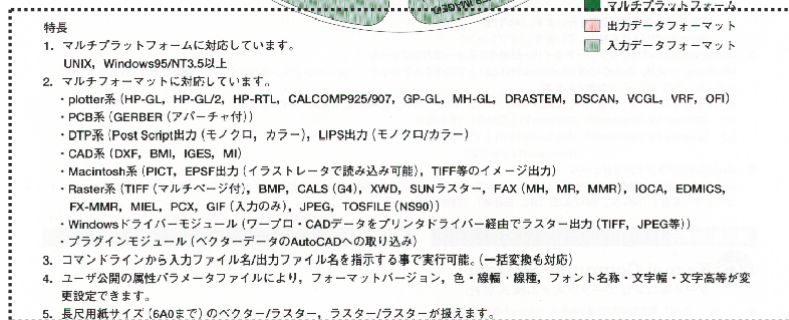 マルチプラットフォーム
出力データフォーマット
入力データフォーマット
特長
1. マルチプラットフォームに対応しています。
UNIX, Windows95/NT3.5以上
2. マルチフォーマットに対応しています。
・plotter系 (HP-GL, HP-GL/2, HP-RTL, CALCOMP925/907, GP-GL, MH-GL, DRASTEM, DSCAN, VCGL, VRF, OFI)
・PCB系 (GERBER (アパーチャ付))
・DTP系 (Post Script出力 (モノクロ, カラー), LIPS出力 (モノクロ/カラー)
・CAD系 (DXF, BMI, IGES, MI)
・Macintosh系 (PICT, EPSF出力 (イラストレータで読み込み可能), TIFF等のイメージ出力)
・Raster系 (TIFF (マルチページ付), BMP, CALS (G4), XWD, SUNラスター, FAX (MH, MR, MMR), IOCA, EDMICS,
FX-MMR, MIEL, PCX, GIF (入力のみ), JPEG, TOSFILE (NS90))
・Windowsドライバーモジュール (ワープロ・CADデータをプリンタドライバー経由でラスター出力 (TIFF, JPEG等))
・プラグインモジュール (ベクターデータのAutoCADへの取り込み)
3. コマンドラインから入力ファイル名/出力ファイル名を指示する事で実行可能。(一括変換も対応)
4. ユーザ公開の属性パラメータファイルにより, フォーマットバージョン, 色・線幅・線種, フォント名称・文字幅・文字高等が変
更設定できます。
5. 長尺用紙サイズ (6A0まで) のベクター/ラスター, ラスター/ラスターが扱えます。